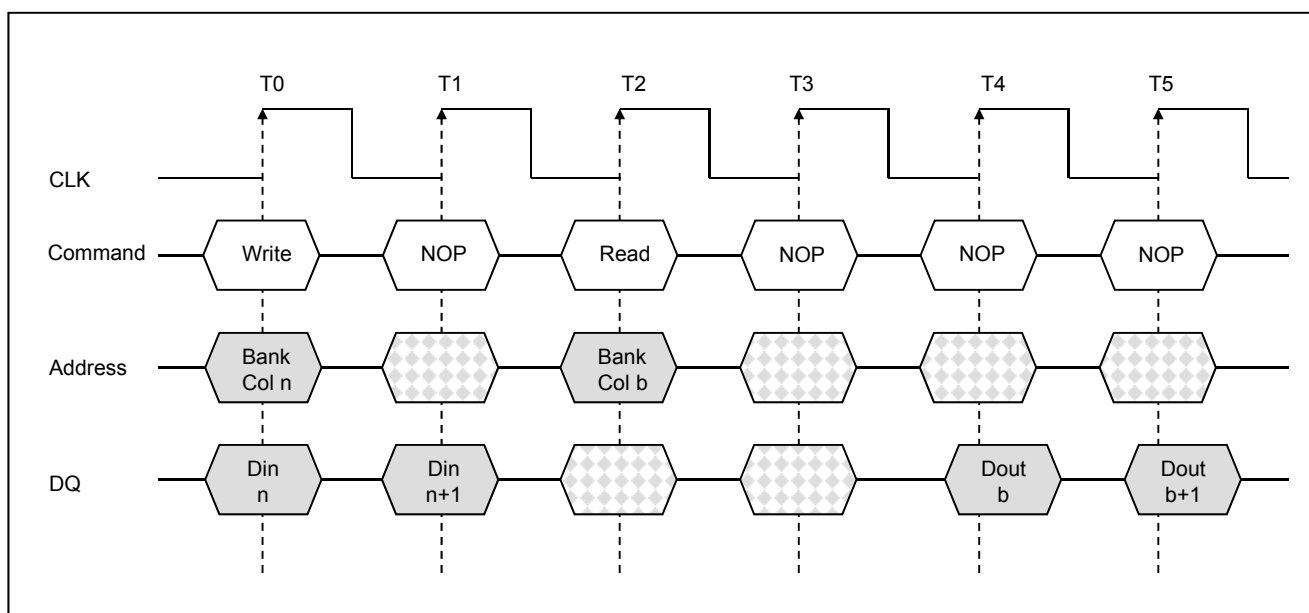 T0 T1 T2 T3 T4 T5
CLK
Command Write NOP Read NOP NOP NOP
Address Bank Bank
Col n Col b
DQ Din Din Dout Dout
n n+1 b b+1